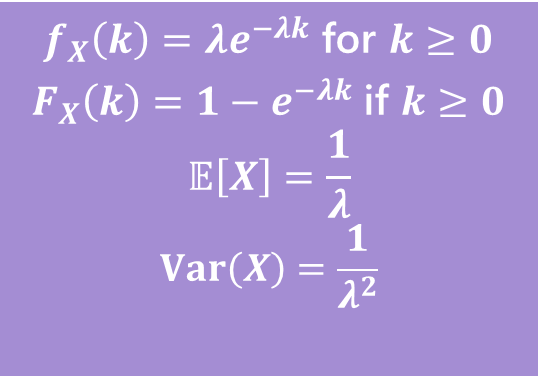 f_X(k) = λe^{−λk} for k ≥ 0
F_X(k) = 1 − e^{−λk} if k ≥ 0
𝔼[X] = 1/λ
Var(X) = 1/λ²